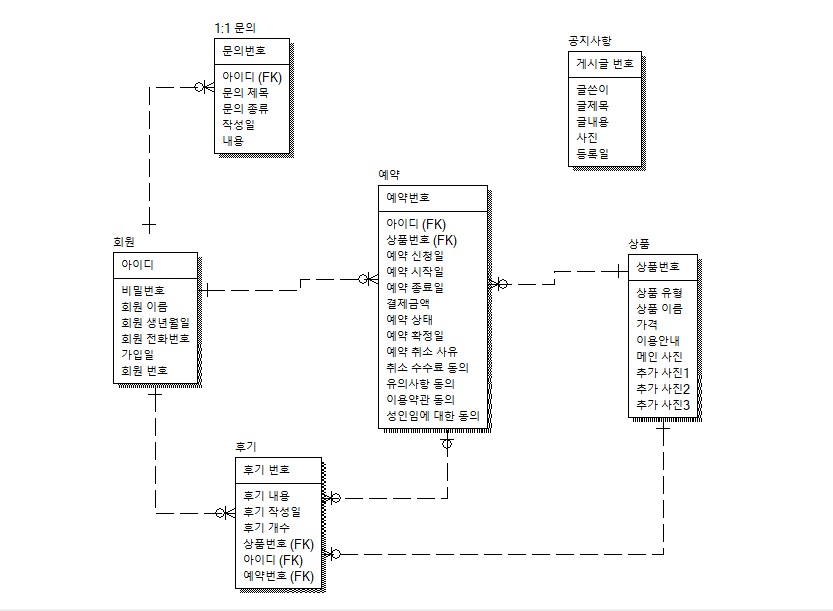 1:1 문의
문의번호
아이디 (FK)
문의 제목
문의 종류
작성일
내용
공지사항
게시글 번호
글쓴이
글제목
글내용
사진
등록일
예약
예약번호
아이디 (FK)
상품번호 (FK)
예약 신청일
예약 시작일
예약 종료일
결제금액
예약 상태
예약 확정일
예약 취소 사유
취소 수수료 동의
유의사항 동의
이용약관 동의
성인임에 대한 동의
회원
아이디
비밀번호
회원 이름
회원 생년월일
회원 전화번호
가입일
회원 번호
상품
상품번호
상품 유형
상품 이름
가격
이용안내
메인 사진
추가 사진1
추가 사진2
추가 사진3
후기
후기 번호
후기 내용
후기 작성일
후기 개수
상품번호 (FK)
아이디 (FK)
예약번호 (FK)